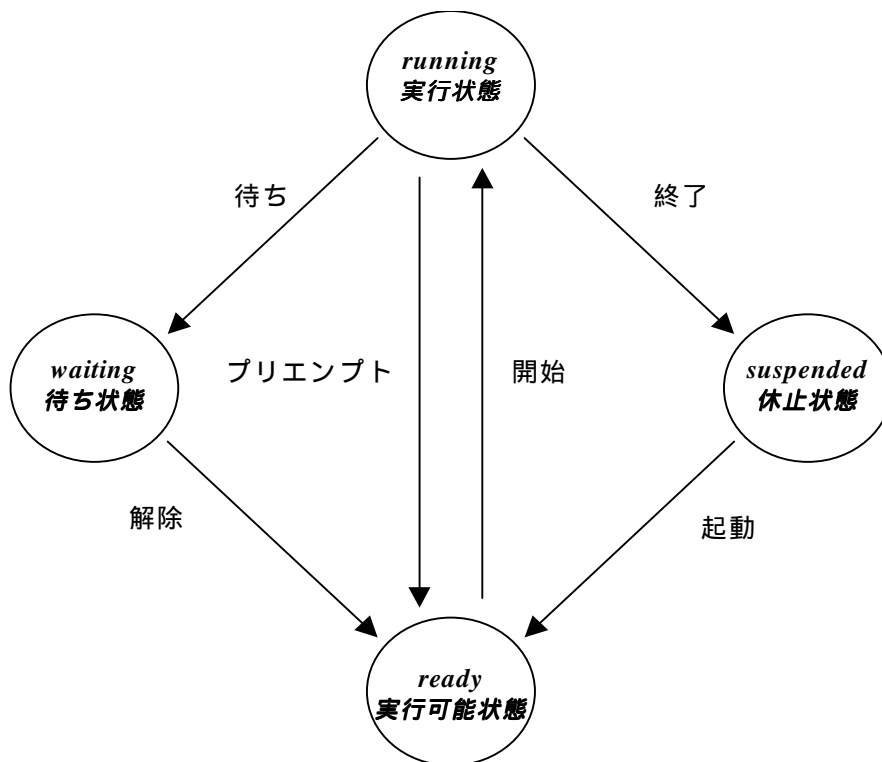 running
実行状態
待ち
終了
waiting
待ち状態
プリエンプト
開始
suspended
休止状態
解除
起動
ready
実行可能状態